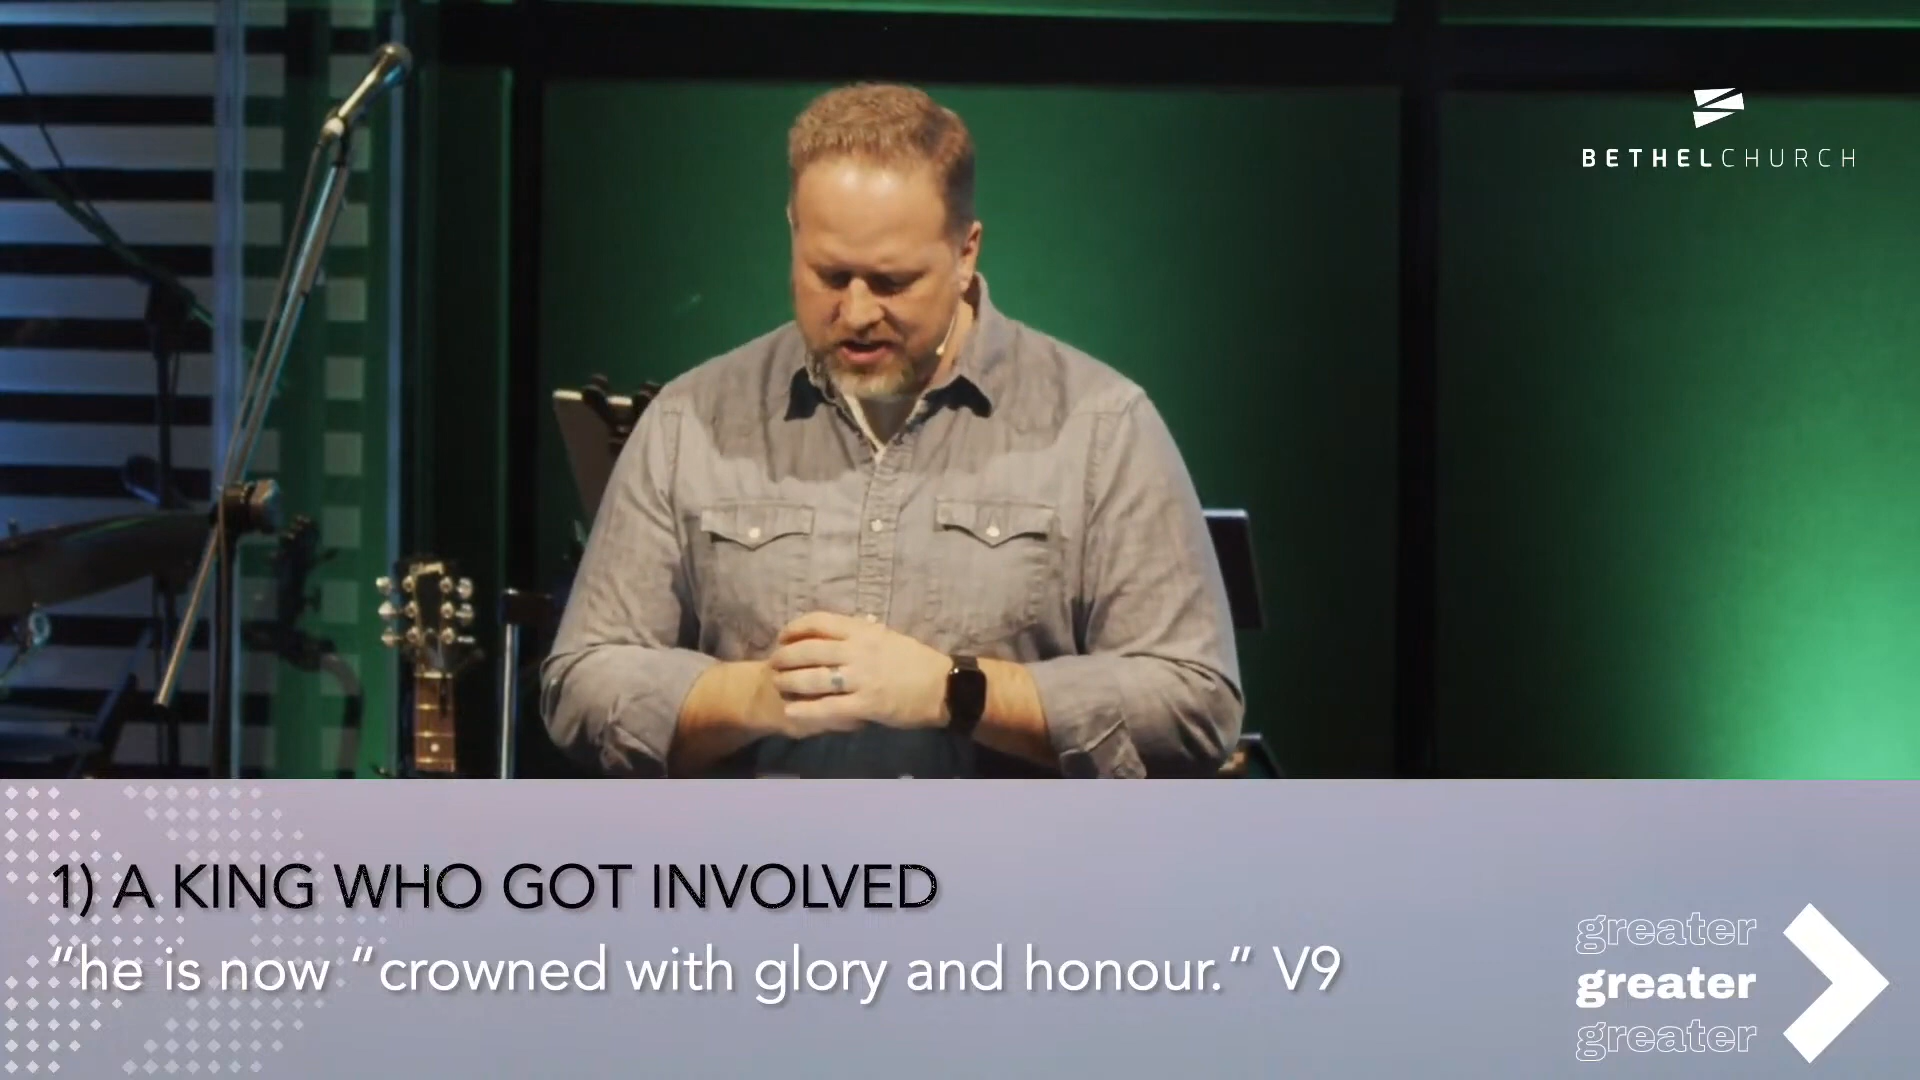 BETHELCHURCH
1) A KING WHO GOT INVOLVED
“he is now “crowned with glory and honour.” V9
greater
greater
greater